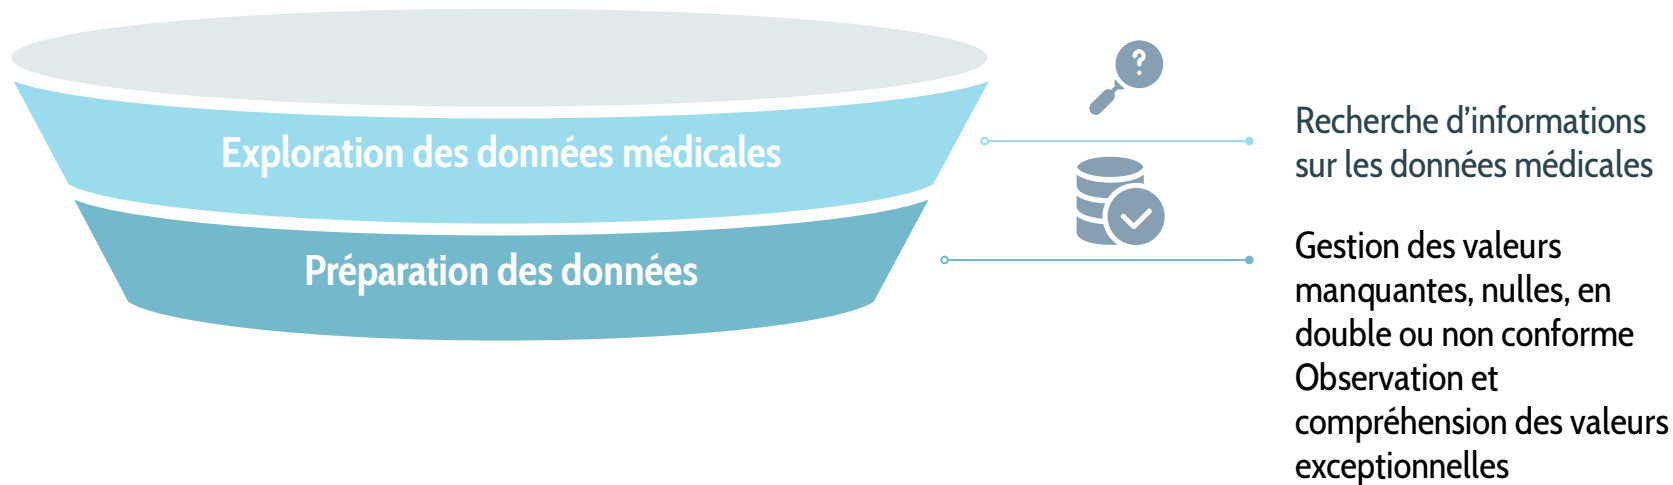 Exploration des données médicales
Recherche d’informations
sur les données médicales
Préparation des données
Gestion des valeurs
manquantes, nulles, en
double ou non conforme
Observation et
compréhension des valeurs
exceptionnelles
?